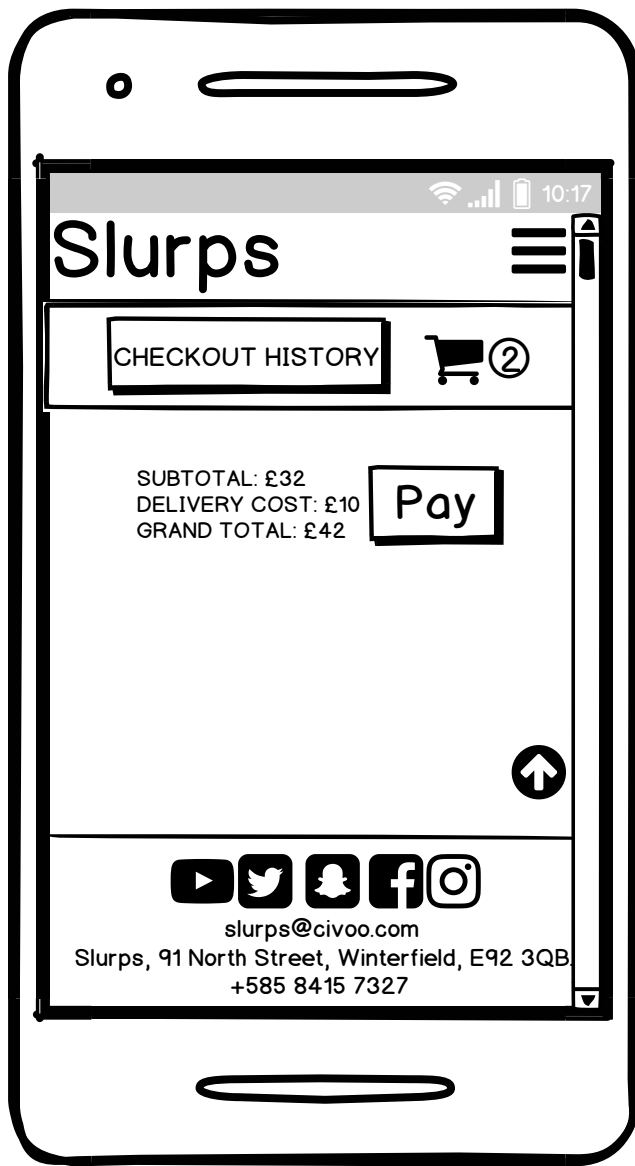 10:17
Slurps
CHECKOUT HISTORY
2
SUBTOTAL: £32
DELIVERY COST: £10
GRAND TOTAL: £42
Pay
slurps@civoo.com
Slurps, 91 North Street, Winterfield, E92 3QB.
+585 8415 7327